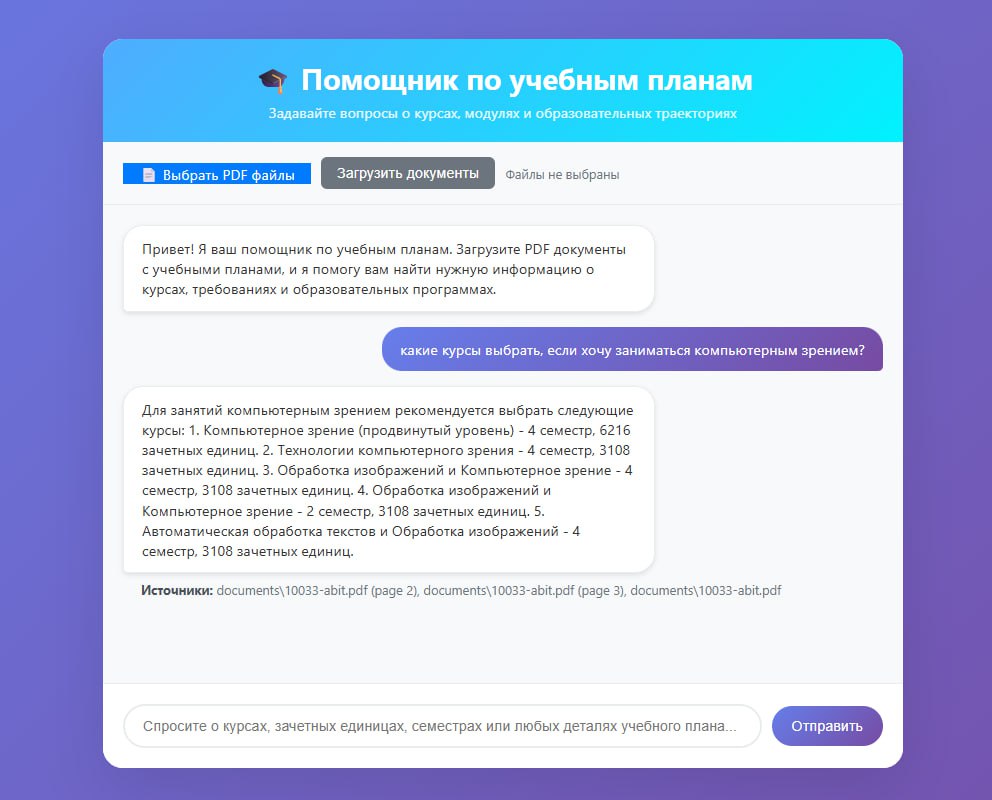 🎓 Помощник по учебным планам
Задавайте вопросы о курсах, модулях и образовательных траекториях
📄 Выбрать PDF файлы
Загрузить документы
Файлы не выбраны
Привет! Я ваш помощник по учебным планам. Загрузите PDF документы
с учебными планами, и я помогу вам найти нужную информацию о
курсах, требованиях и образовательных программах.
какие курсы выбрать, если хочу заниматься компьютерным зрением?
Для занятий компьютерным зрением рекомендуется выбрать следующие
курсы: 1. Компьютерное зрение (продвинутый уровень) - 4 семестр, 6216
зачетных единиц. 2. Технологии компьютерного зрения - 4 семестр, 3108
зачетных единиц. 3. Обработка изображений и Компьютерное зрение - 4
семестр, 3108 зачетных единиц. 4. Обработка изображений и
Компьютерное зрение - 2 семестр, 3108 зачетных единиц. 5.
Автоматическая обработка текстов и Обработка изображений - 4
семестр, 3108 зачетных единиц.
Источники: documents\10033-abit.pdf (page 2), documents\10033-abit.pdf (page 3), documents\10033-abit.pdf
Спросите о курсах, зачетных единицах, семестрах или любых деталях учебного плана...
Отправить